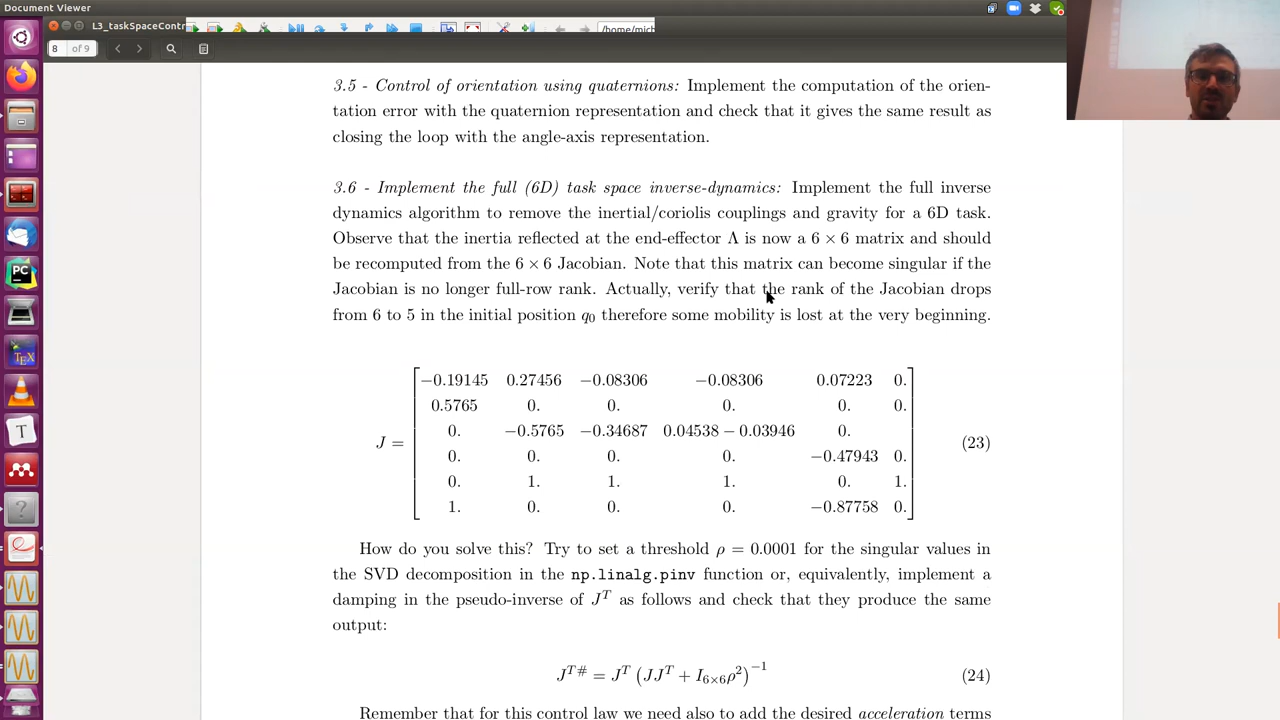 Document Viewer
L3_taskSpaceContr
/home/mich
8 of 9
3.5 - Control of orientation using quaternions: Implement the computation of the orien-
tation error with the quaternion representation and check that it gives the same result as
closing the loop with the angle-axis representation.
3.6 - Implement the full (6D) task space inverse-dynamics: Implement the full inverse
dynamics algorithm to remove the inertial/coriolis couplings and gravity for a 6D task.
Observe that the inertia reflected at the end-effector Λ is now a 6 × 6 matrix and should
be recomputed from the 6 × 6 Jacobian. Note that this matrix can become singular if the
Jacobian is no longer full-row rank. Actually, verify that the rank of the Jacobian drops
from 6 to 5 in the initial position q₀ therefore some mobility is lost at the very beginning.
−0.19145 0.27456 −0.08306 −0.08306 0.07223 0.
0.5765 0. 0. 0. 0. 0.
0. −0.5765 −0.34687 0.04538 − 0.03946 0.
J = (23)
0. 0. 0. 0. −0.47943 0.
0. 1. 1. 1. 0. 1.
1. 0. 0. 0. −0.87758 0.
How do you solve this? Try to set a threshold ρ = 0.0001 for the singular values in
the SVD decomposition in the np.linalg.pinv function or, equivalently, implement a
damping in the pseudo-inverse of Jᵀ as follows and check that they produce the same
output:
J^{T#} = J^T (JJ^T + I_{6×6}ρ²)^{−1} (24)
Remember that for this control law we need also to add the desired acceleration terms
PC
TEX
T
?